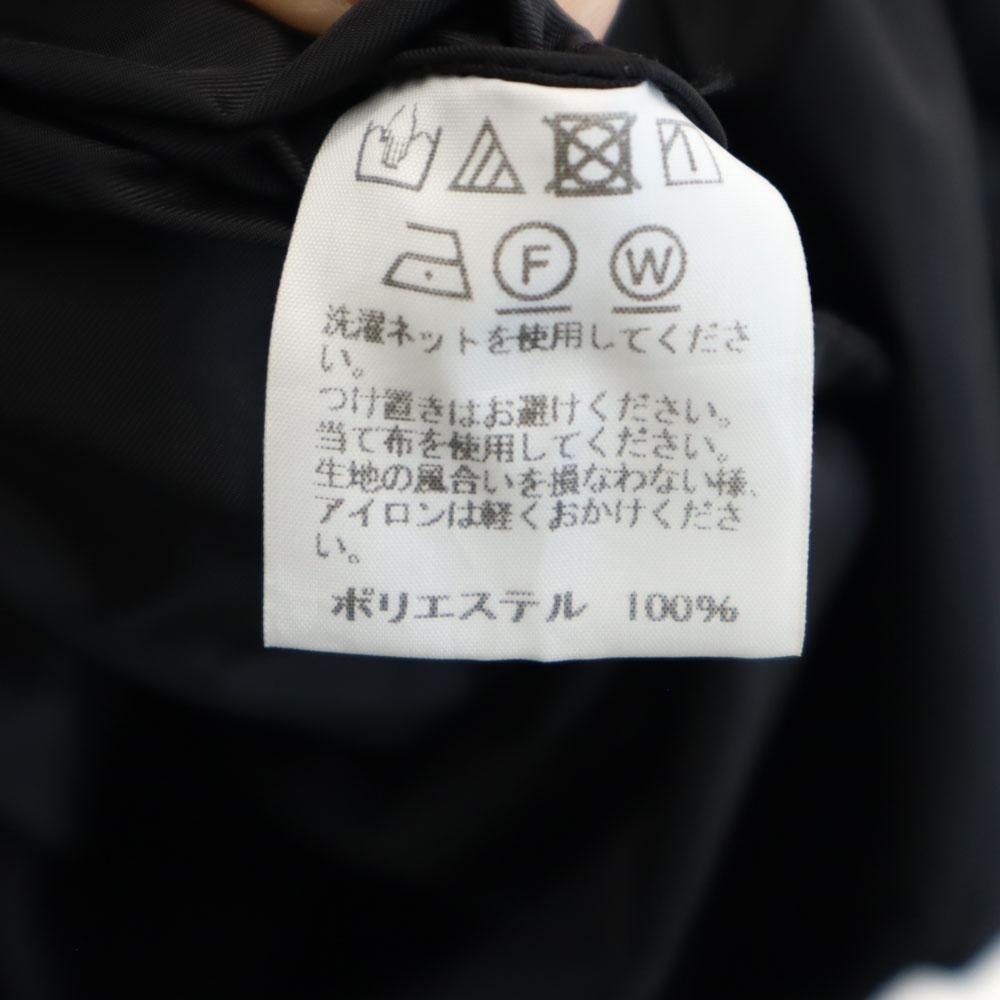 F W
洗濯ネットを使用してくださ
い。
つけ置きはお避けください。
当て布を使用してください。
生地の風合いを損なわない様、
アイロンは軽くおかけくださ
い。
ポリエステル 100%